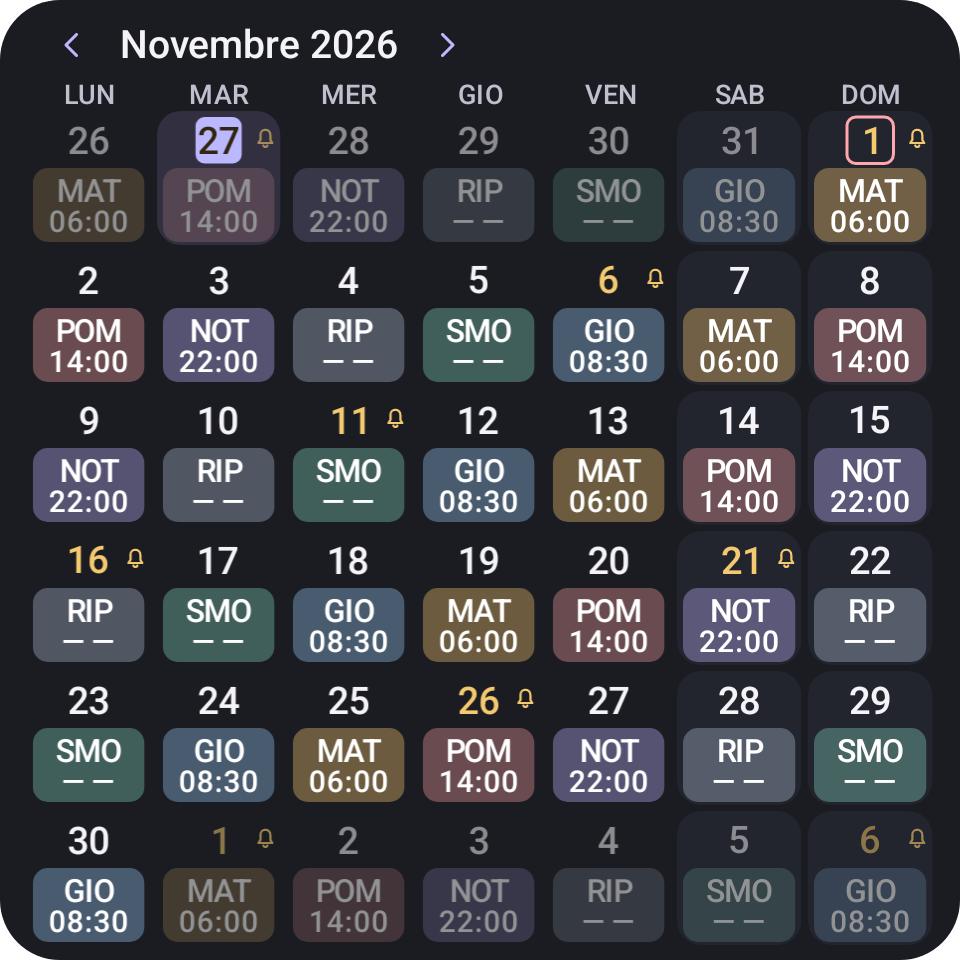 Novembre 2026
LUN MAR MER GIO VEN SAB DOM
26 27 28 29 30 31 1
MAT POM NOT RIP SMO GIO MAT
06:00 14:00 22:00 – – – – 08:30 06:00
2 3 4 5 6 7 8
POM NOT RIP SMO GIO MAT POM
14:00 22:00 – – – – 08:30 06:00 14:00
9 10 11 12 13 14 15
NOT RIP SMO GIO MAT POM NOT
22:00 – – – – 08:30 06:00 14:00 22:00
16 17 18 19 20 21 22
RIP SMO GIO MAT POM NOT RIP
– – – – 08:30 06:00 14:00 22:00 – –
23 24 25 26 27 28 29
SMO GIO MAT POM NOT RIP SMO
– – 08:30 06:00 14:00 22:00 – – – –
30 1 2 3 4 5 6
GIO MAT POM NOT RIP SMO GIO
08:30 06:00 14:00 22:00 – – – – 08:30